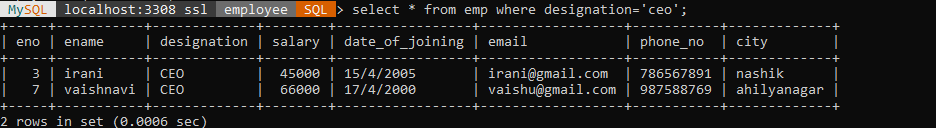 MySQL localhost:3308 ssl employee SQL> select * from emp where designation='ceo';
+-----+-----------+-------------+--------+-----------------+------------------+-----------+-------------+
| eno | ename     | designation | salary | date_of_joining | email            | phone_no  | city        |
+-----+-----------+-------------+--------+-----------------+------------------+-----------+-------------+
|   3 | irani     | CEO         |  45000 | 15/4/2005       | irani@gmail.com  | 786567891 | nashik      |
|   7 | vaishnavi | CEO         |  66000 | 17/4/2000       | vaishu@gmail.com | 987588769 | ahilyanagar |
+-----+-----------+-------------+--------+-----------------+------------------+-----------+-------------+
2 rows in set (0.0006 sec)